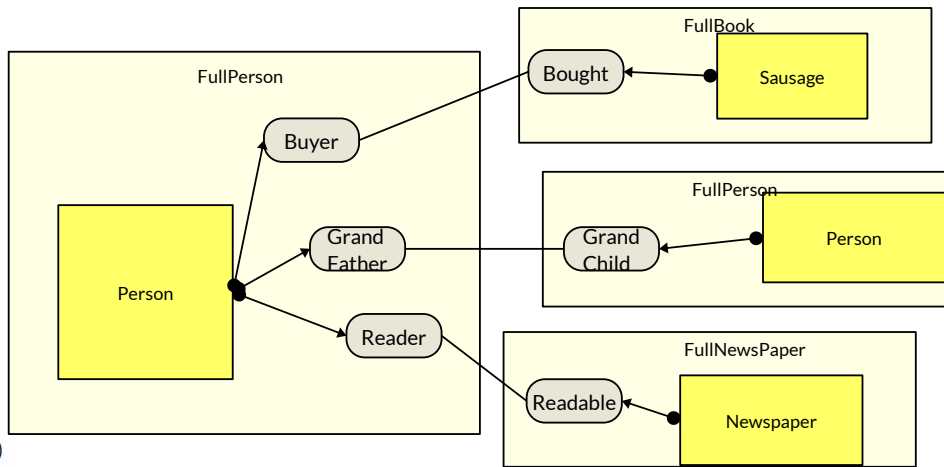 FullPerson
Buyer
Grand
Father
Person
Reader
FullBook
Bought
Sausage
FullPerson
Grand
Child
Person
FullNewsPaper
Readable
Newspaper